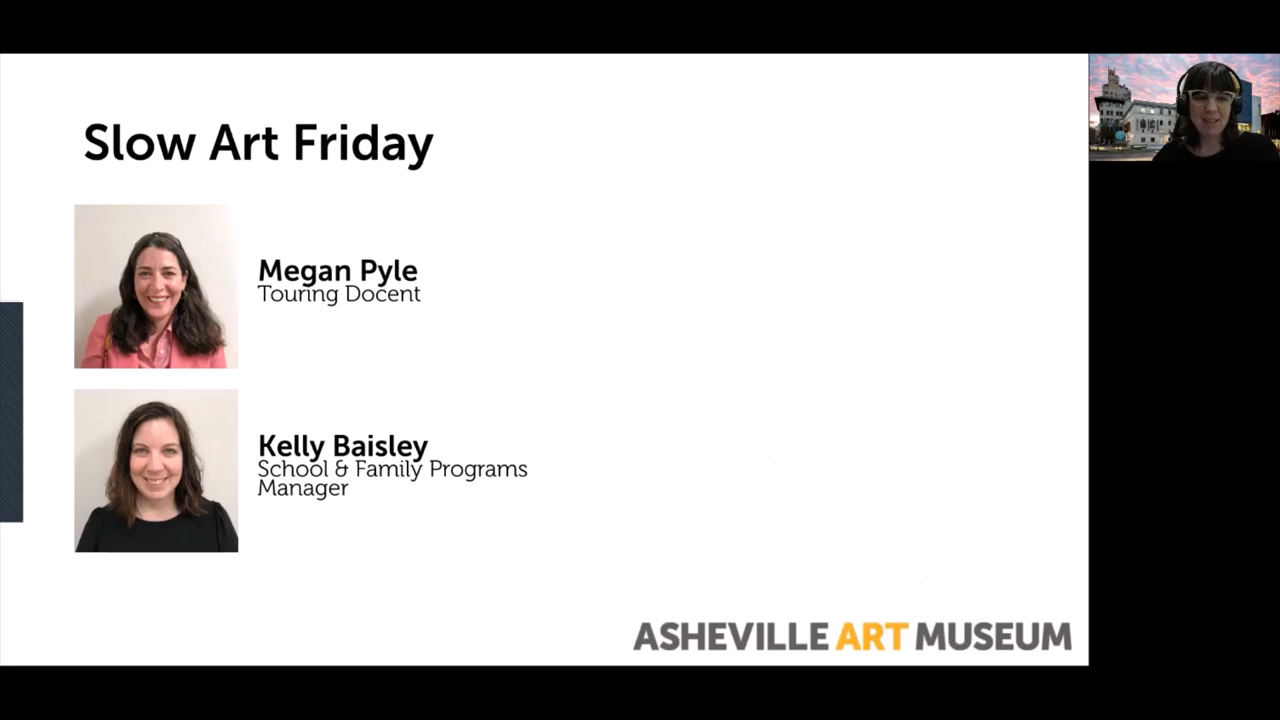 Slow Art Friday
Megan Pyle
Touring Docent
Kelly Baisley
School & Family Programs
Manager
ASHEVILLE ART MUSEUM